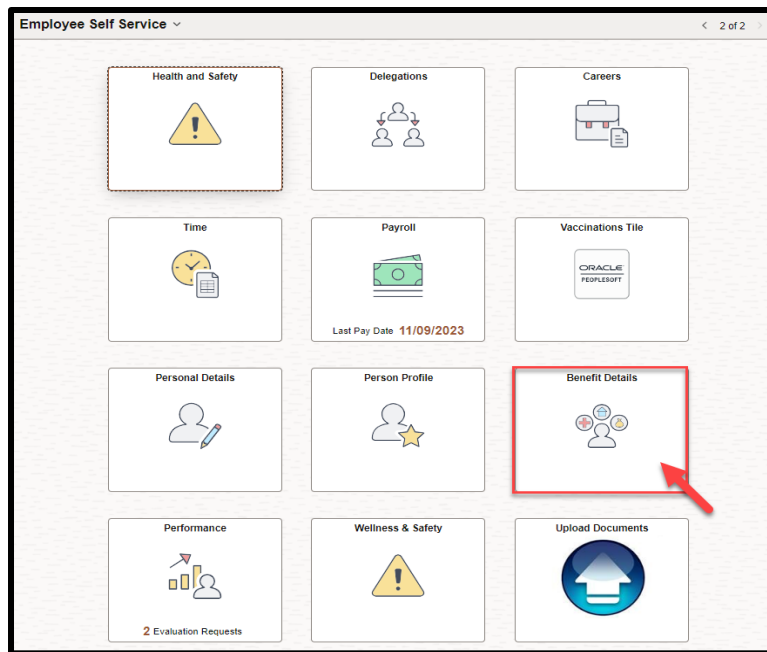 Employee Self Service
2 of 2
Health and Safety
Delegations
Careers
Time
Payroll
Vaccinations Tile
ORACLE
PEOPLESOFT
Last Pay Date 11/09/2023
Personal Details
Person Profile
Benefit Details
Performance
Wellness & Safety
Upload Documents
2 Evaluation Requests